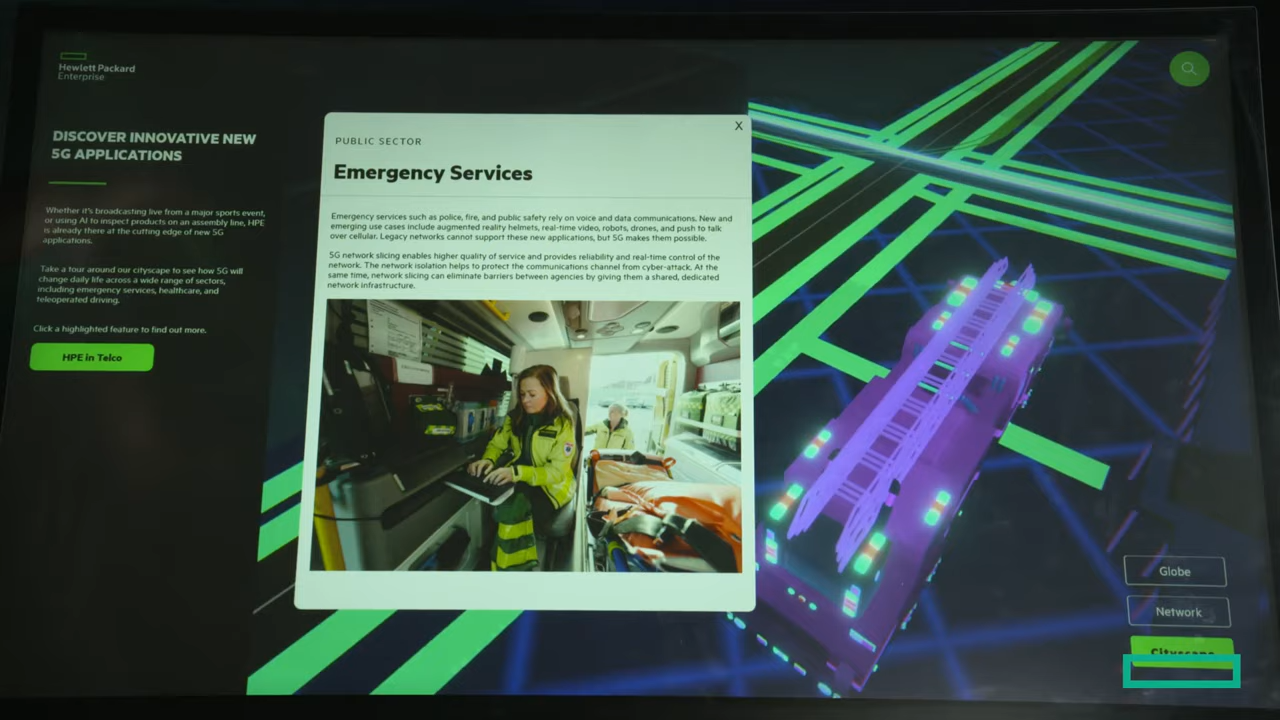 Hewlett Packard
Enterprise
DISCOVER INNOVATIVE NEW
5G APPLICATIONS
Whether it's broadcasting live from a major sports event,
or using AI to inspect products on an assembly line, HPE
is already there at the cutting edge of new 5G
applications.
Take a tour around our cityscape to see how 5G will
change daily life across a wide range of sectors,
including emergency services, healthcare, and
teleoperated driving.
Click a highlighted feature to find out more.
HPE in Telco
X
PUBLIC SECTOR
Emergency Services
Emergency services such as police, fire, and public safety rely on voice and data communications. New and
emerging use cases include augmented reality helmets, real-time video, robots, drones, and push to talk
over cellular. Legacy networks cannot support these new applications, but 5G makes them possible.
5G network slicing enables higher quality of service and provides reliability and real-time control of the
network. The network isolation helps to protect the communications channel from cyber-attack. At the
same time, network slicing can eliminate barriers between agencies by giving them a shared, dedicated
network infrastructure.
Globe
Network
Cityscape